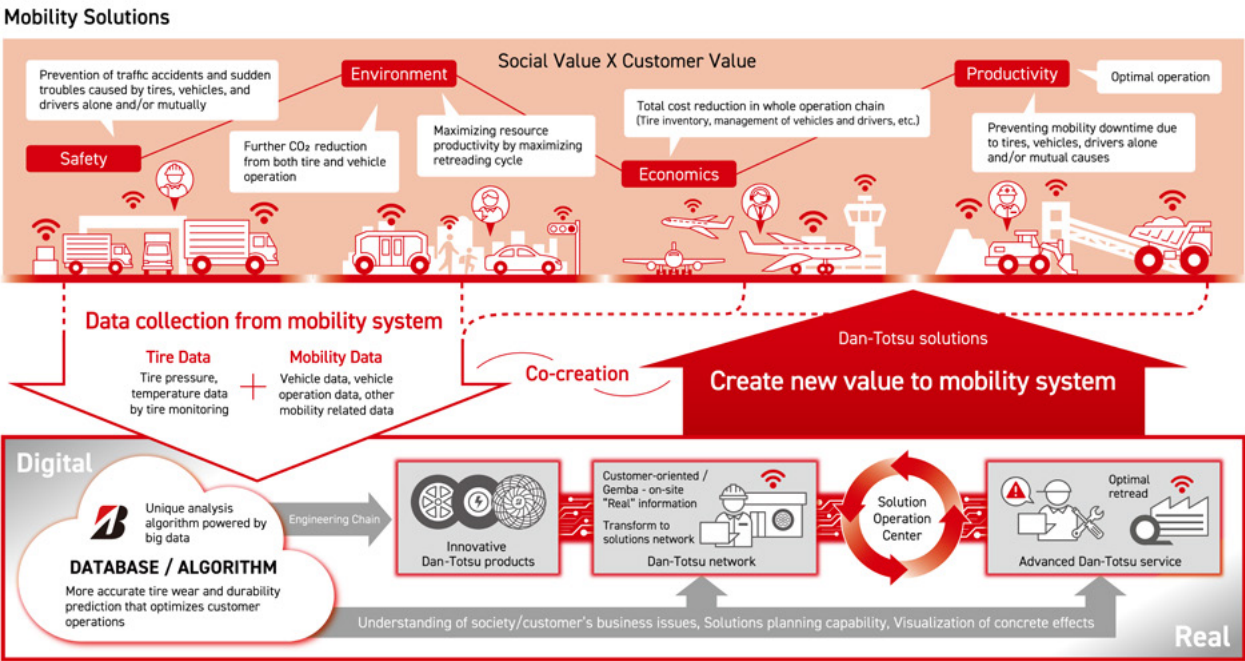 Mobility Solutions
Social Value X Customer Value
Prevention of traffic accidents and sudden
troubles caused by tires, vehicles, and
drivers alone and/or mutually
Safety
Environment
Further CO₂ reduction
from both tire and vehicle
operation
Maximizing resource
productivity by maximizing
retreading cycle
Total cost reduction in whole operation chain
(Tire inventory, management of vehicles and drivers, etc.)
Economics
Productivity
Optimal operation
Preventing mobility downtime due
to tires, vehicles, drivers alone
and/or mutual causes
Data collection from mobility system
Tire Data
Tire pressure,
temperature data
by tire monitoring
+
Mobility Data
Vehicle data, vehicle
operation data, other
mobility related data
Co-creation
Dan-Totsu solutions
Create new value to mobility system
Digital
B
Unique analysis
algorithm powered by
big data
DATABASE / ALGORITHM
More accurate tire wear and durability
prediction that optimizes customer
operations
Engineering Chain
Innovative
Dan-Totsu products
Customer-oriented /
Gemba - on-site
"Real" information
Transform to
solutions network
Dan-Totsu network
Solution
Operation
Center
Optimal
retread
Advanced Dan-Totsu service
Understanding of society/customer's business issues, Solutions planning capability, Visualization of concrete effects
Real